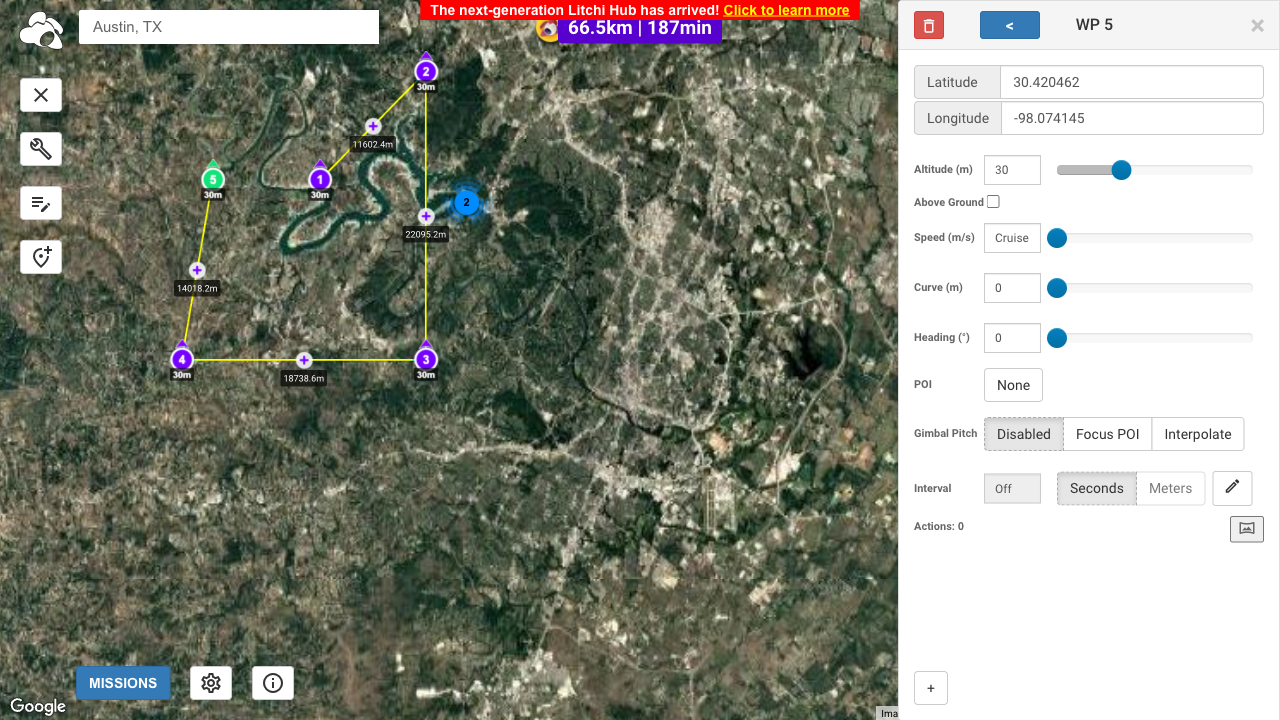 The next-generation Litchi Hub has arrived! Click to learn more
66.5km | 187min
Austin, TX
2
30m
11602.4m
5
30m
1
30m
2
22095.2m
14018.2m
4
30m
3
30m
18738.6m
MISSIONS
Google
Ima
<
WP 5
×
Latitude
30.420462
Longitude
-98.074145
Altitude (m)
30
Above Ground
Speed (m/s)
Cruise
Curve (m)
0
Heading (°)
0
POI
None
Gimbal Pitch
Disabled
Focus POI
Interpolate
Interval
Off
Seconds
Meters
Actions: 0
+